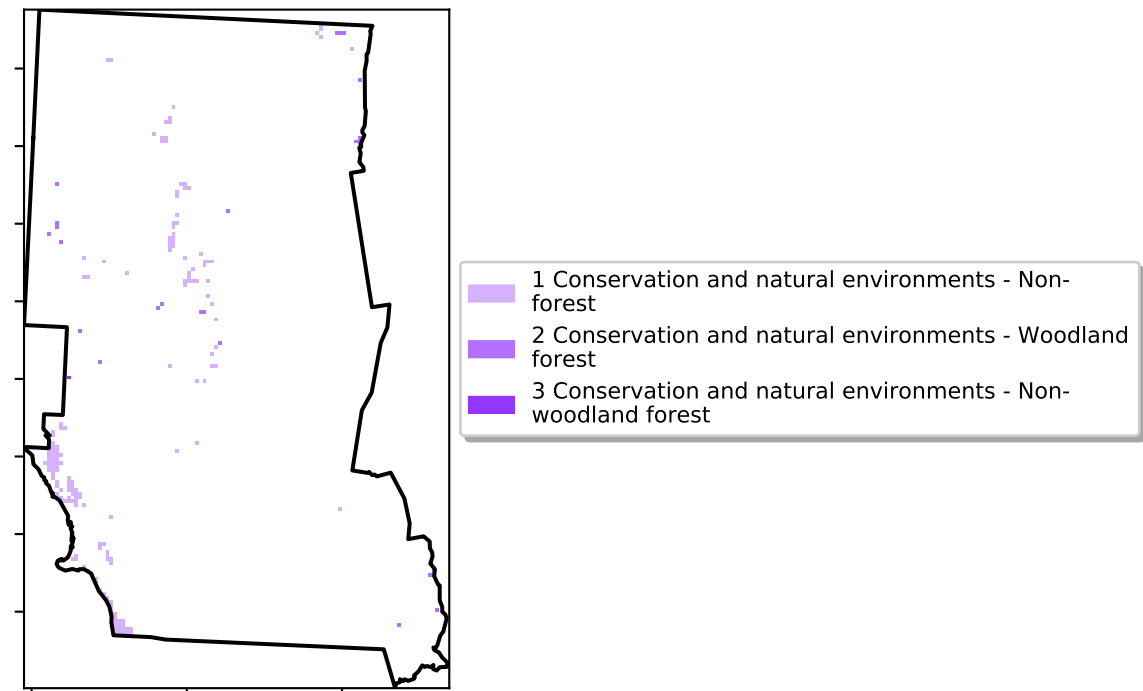 1 Conservation and natural environments - Non-
forest
2 Conservation and natural environments - Woodland
forest
3 Conservation and natural environments - Non-
woodland forest